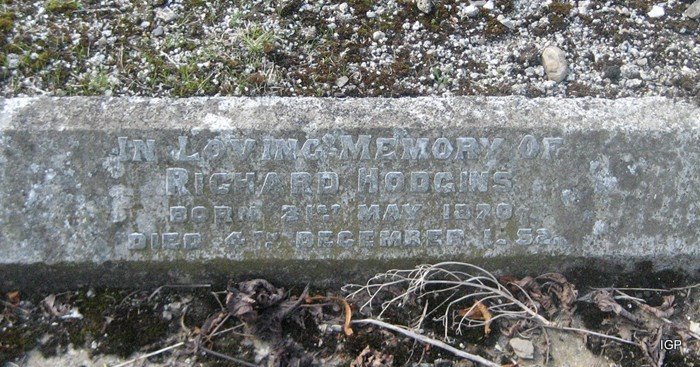 In Loving Memory Of
Richard Hodgins
Born 21st May 1870.
Died 4th December
IGP